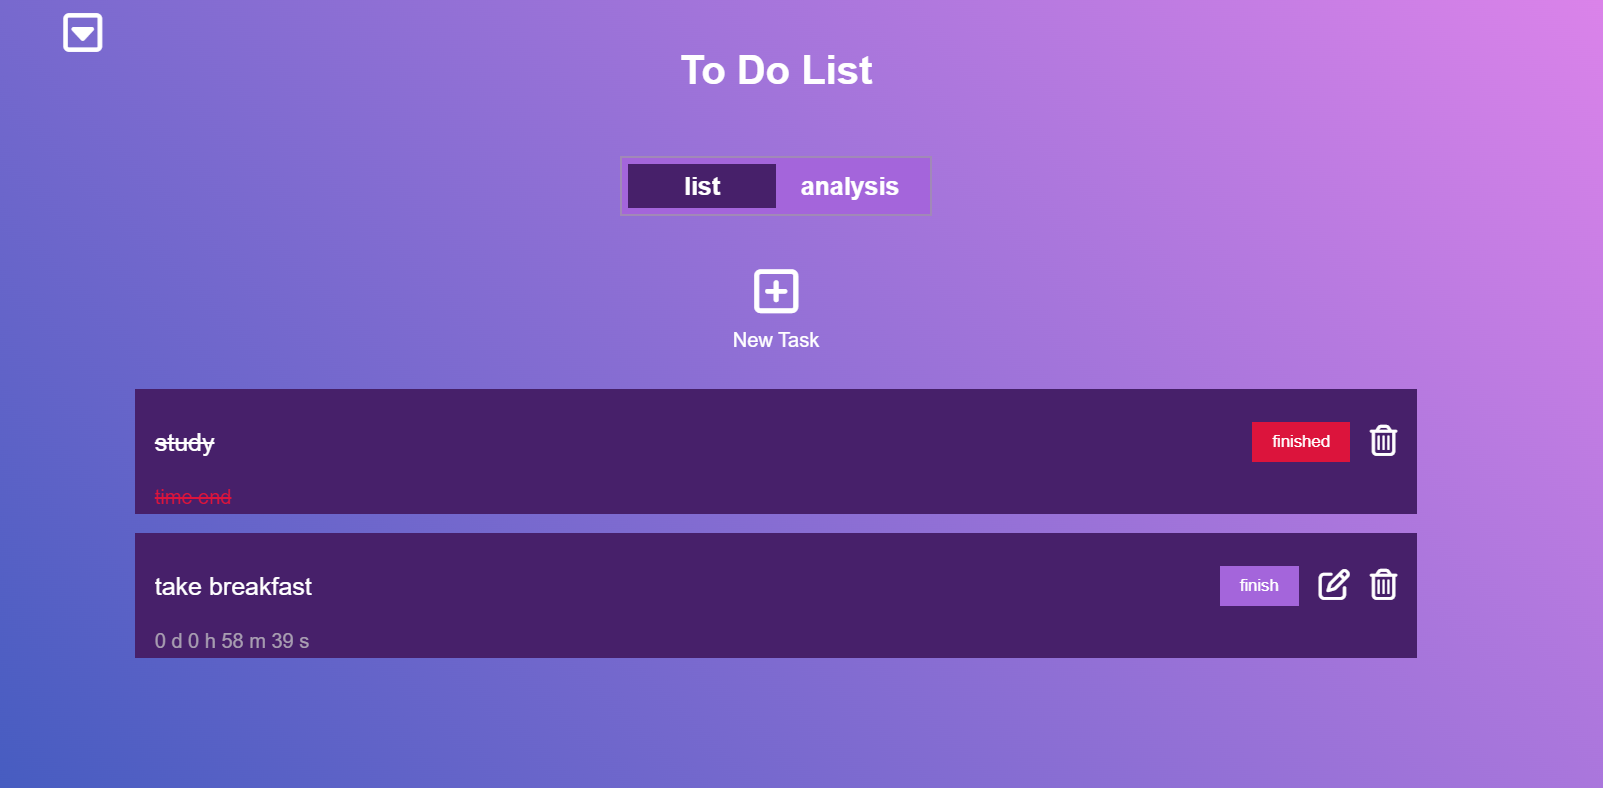 To Do List
list analysis
New Task
study finished
time end
take breakfast finish
0 d 0 h 58 m 39 s